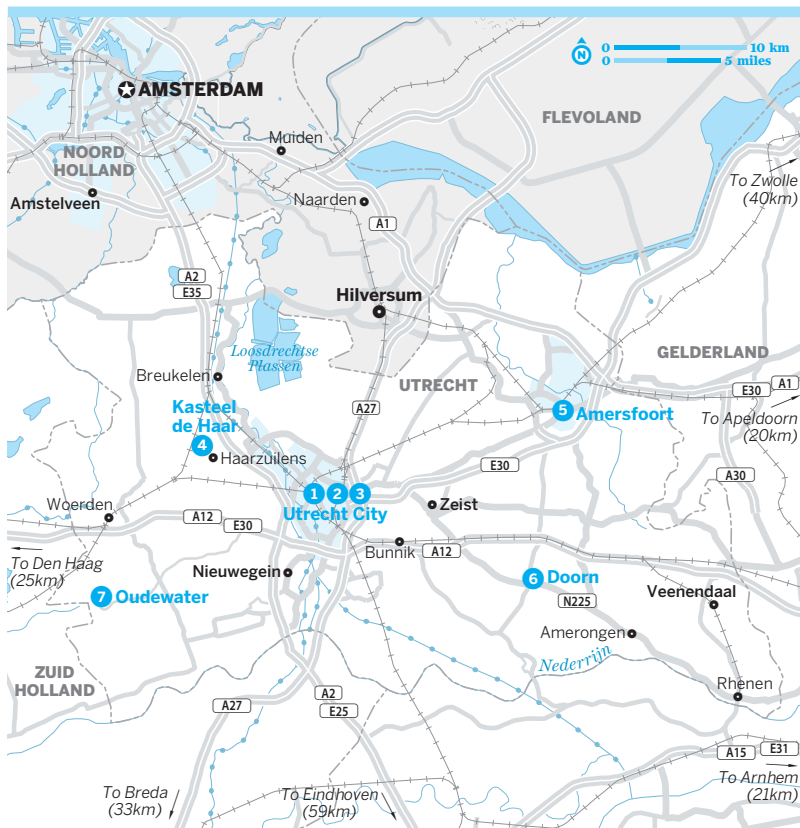 0 10 km
N
0 5 miles
AMSTERDAM
FLEVOLAND
Muiden
NOORD
HOLLAND
To Zwolle
(40km)
Amstelveen
Naarden
A1
A2
E35
Hilversum
Loosdrechtse
Plassen
GELDERLAND
Breukelen
UTRECHT
E30
A1
Kasteel
de Haar
A27
5 Amersfoort
To Apeldoorn
(20km)
4
Haarzuilens
E30
A30
1 2 3
Utrecht City
Zeist
Woerden
A12
E30
Bunnik
A12
To Den Haag
(25km)
Nieuwegein
6 Doorn
7 Oudewater
N225
Veenendaal
Amerongen
Nederrijn
ZUID
HOLLAND
Rhenen
A2
A27
E25
A15
E31
To Breda
(33km)
To Eindhoven
(59km)
To Arnhem
(21km)